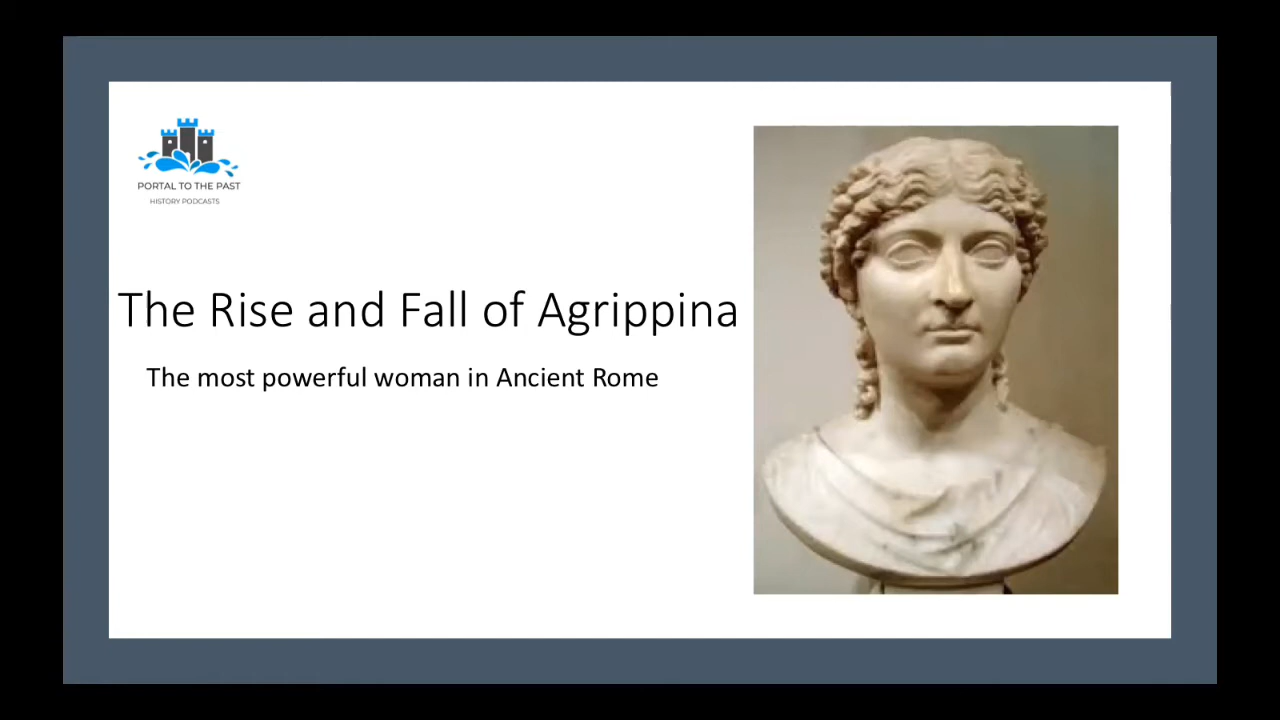 PORTAL TO THE PAST
HISTORY PODCASTS
The Rise and Fall of Agrippina
The most powerful woman in Ancient Rome